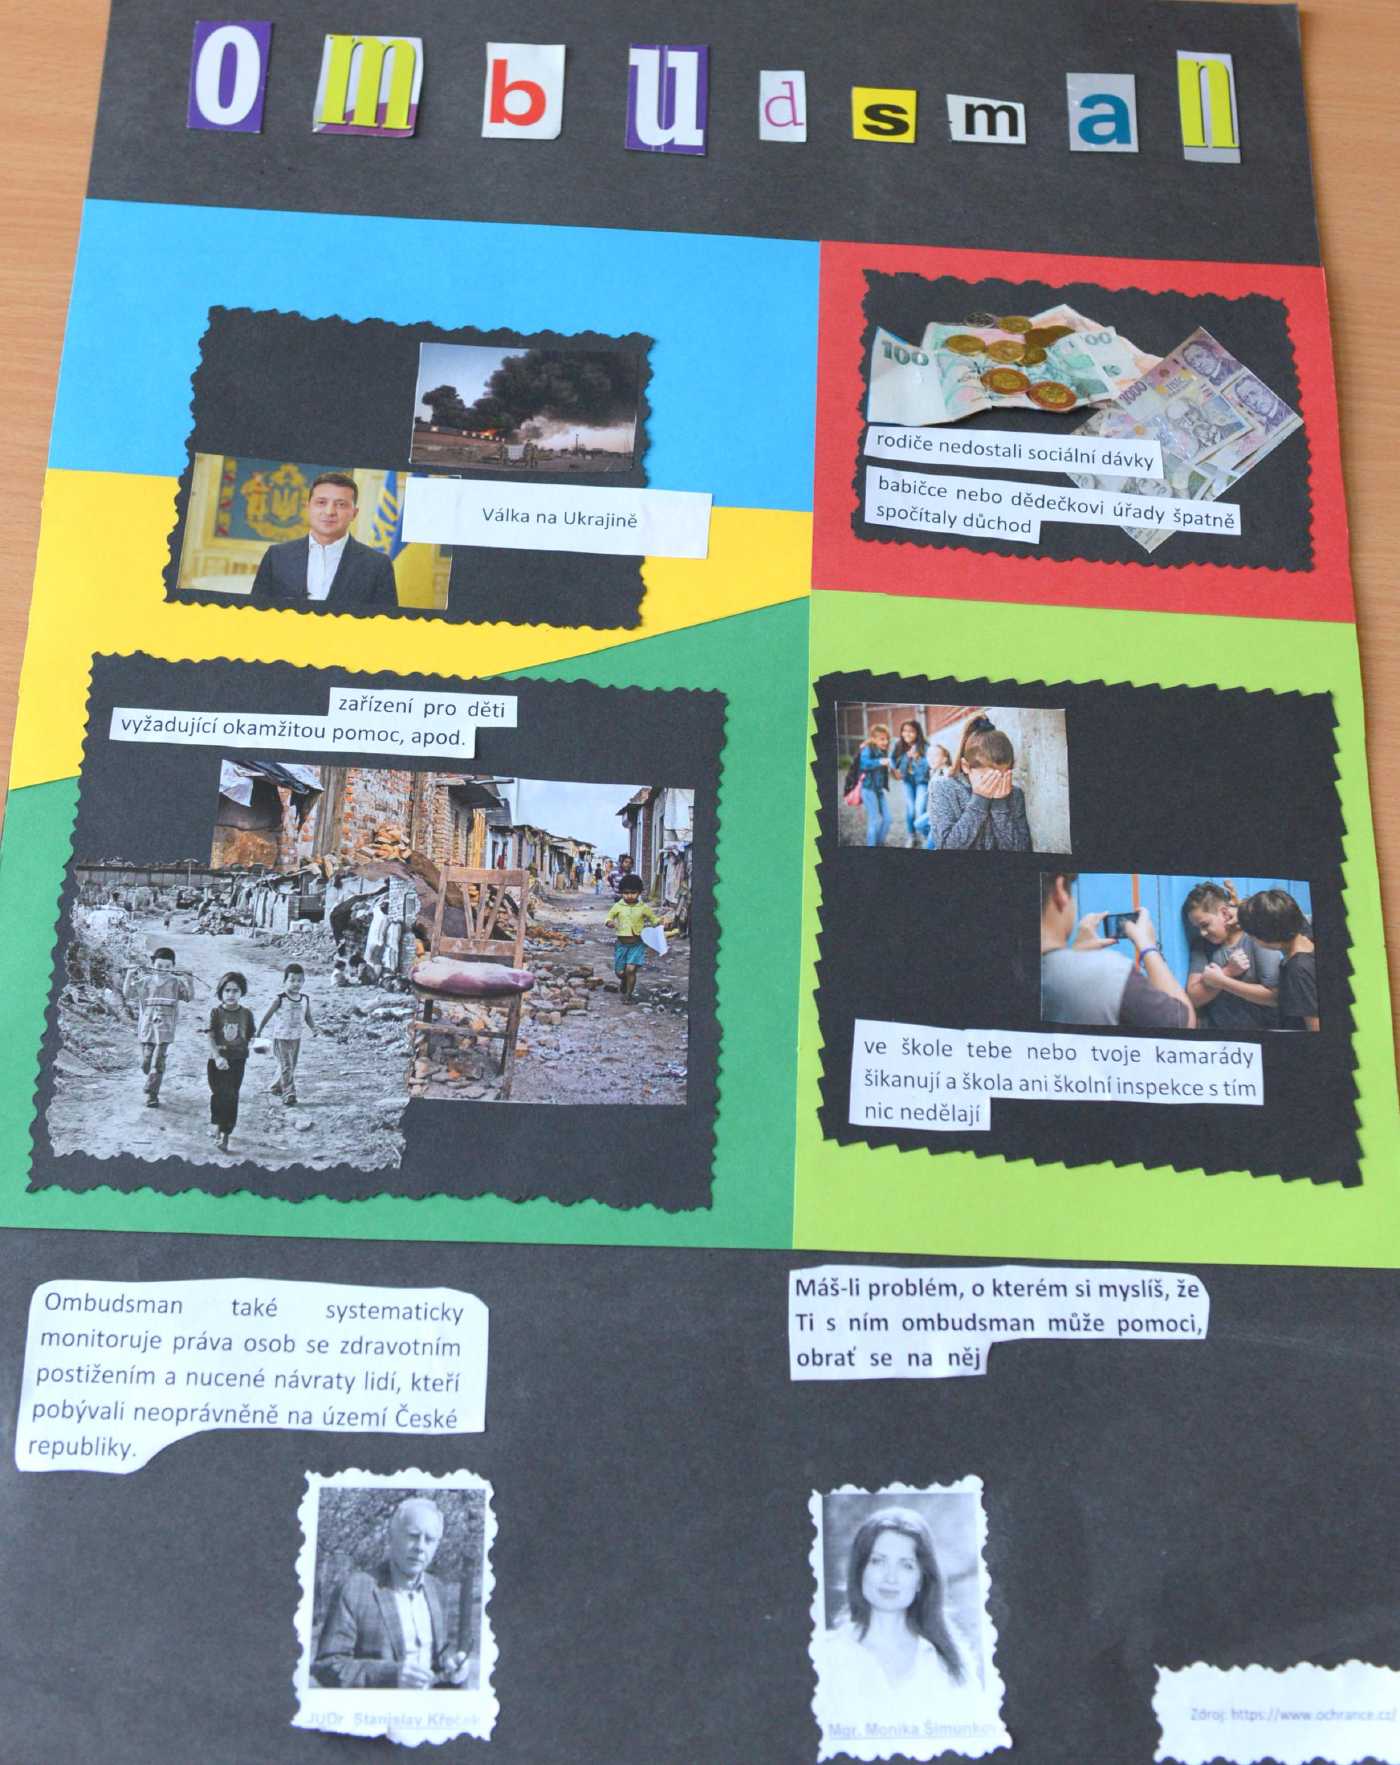 ombudsman
Válka na Ukrajině
100
1000
rodiče nedostali sociální dávky
babičce nebo dědečkovi úřady špatně
spočítaly důchod
zařízení pro děti
vyžadující okamžitou pomoc, apod.
ve škole tebe nebo tvoje kamarády
šikanují a škola ani školní inspekce s tím
nic nedělají
Ombudsman také systematicky
monitoruje práva osob se zdravotním
postižením a nucené návraty lidí, kteří
pobývali neoprávněně na území České
republiky.
Máš-li problém, o kterém si myslíš, že
Ti s ním ombudsman může pomoci,
obrať se na něj
JUDr. Stanislav Křeček
Mgr. Monika Šimůnkov
Zdroj: https://www.ochrance.cz/